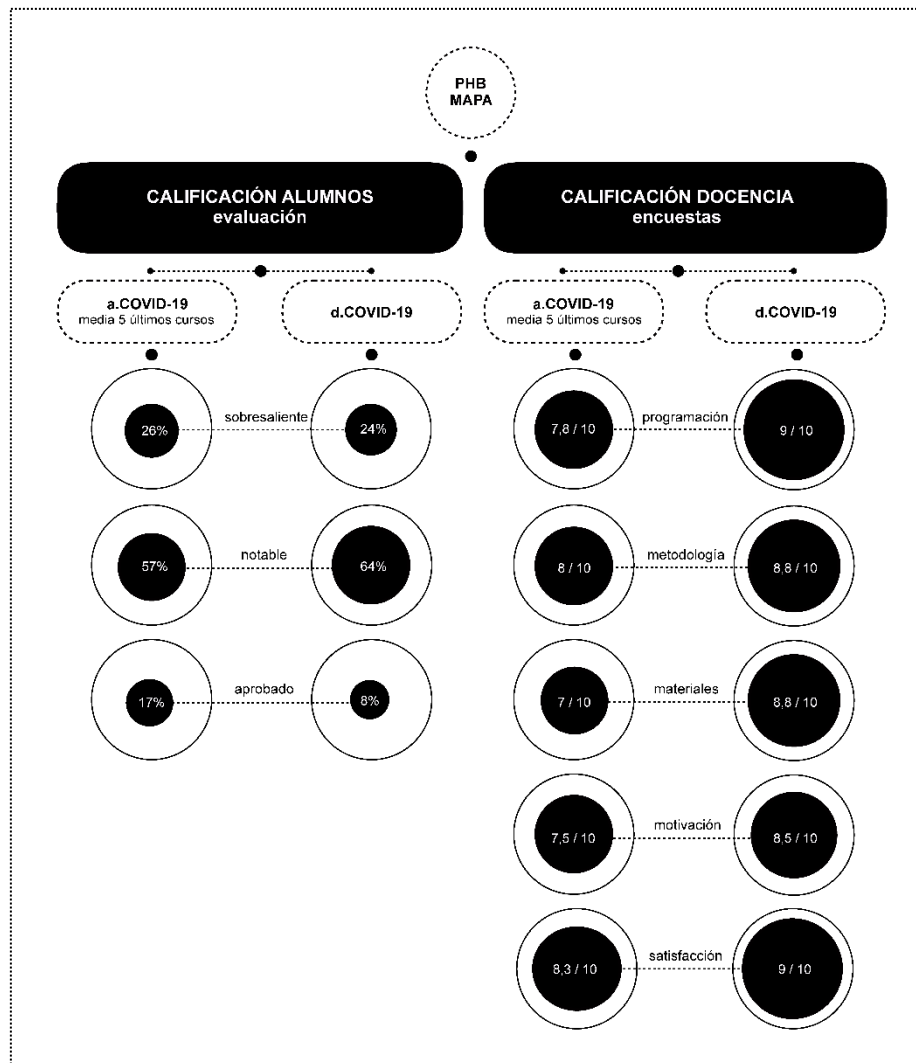 PHB
MAPA
CALIFICACIÓN ALUMNOS
evaluación
a.COVID-19
media 5 últimos cursos
d.COVID-19
26%
sobresaliente
24%
57%
notable
64%
17%
aprobado
8%
CALIFICACIÓN DOCENCIA
encuestas
a.COVID-19
media 5 últimos cursos
d.COVID-19
7,8 / 10
programación
9 / 10
8 / 10
metodología
8,8 / 10
7 / 10
materiales
8,8 / 10
7,5 / 10
motivación
8,5 / 10
8,3 / 10
satisfacción
9 / 10